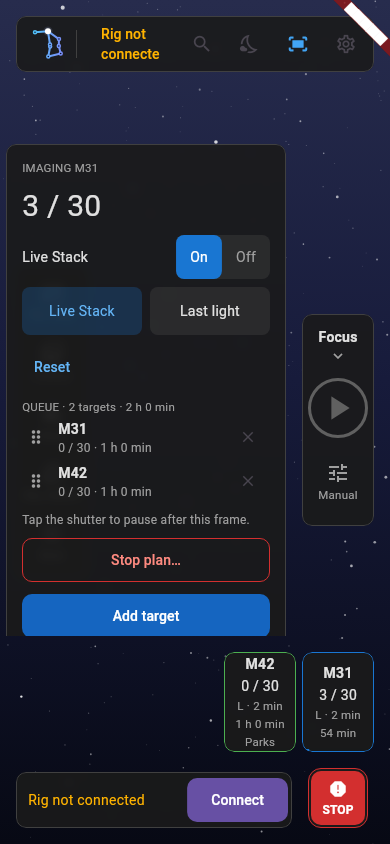 Rig not
connecte
IMAGING M31
3 / 30
Live Stack
On
Off
Live Stack
Last light
Reset
QUEUE · 2 targets · 2 h 0 min
M31
0 / 30 · 1 h 0 min
M42
0 / 30 · 1 h 0 min
Tap the shutter to pause after this frame.
Stop plan...
Add target
Focus
Manual
M42
0 / 30
L · 2 min
1 h 0 min
Parks
M31
3 / 30
L · 2 min
54 min
Rig not connected
Connect
STOP